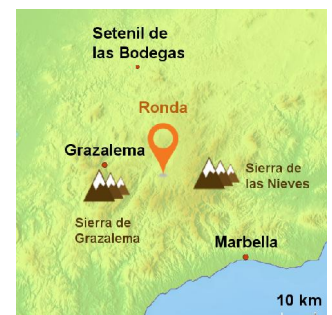 Setenil de
las Bodegas
Ronda
Grazalema
Sierra de
las Nieves
Sierra de
Grazalema
Marbella
10 km